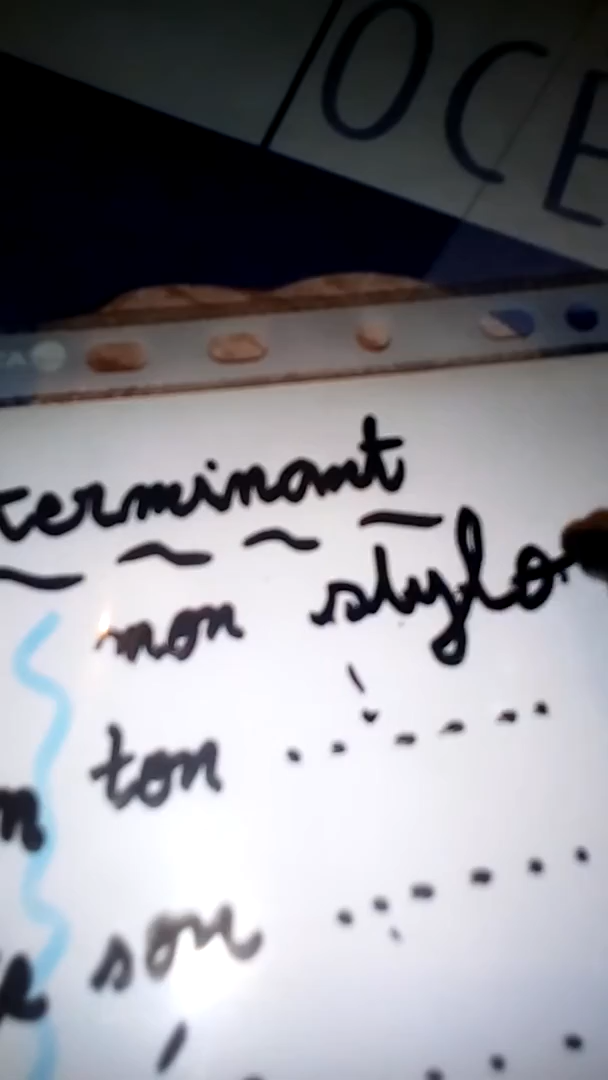 OCE
terminant
mon stylo
ton ..........
son ..........